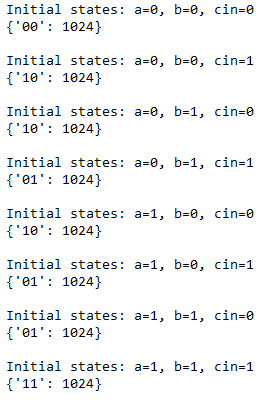 Initial states: a=0, b=0, cin=0
{'00': 1024}
Initial states: a=0, b=0, cin=1
{'10': 1024}
Initial states: a=0, b=1, cin=0
{'10': 1024}
Initial states: a=0, b=1, cin=1
{'01': 1024}
Initial states: a=1, b=0, cin=0
{'10': 1024}
Initial states: a=1, b=0, cin=1
{'01': 1024}
Initial states: a=1, b=1, cin=0
{'01': 1024}
Initial states: a=1, b=1, cin=1
{'11': 1024}